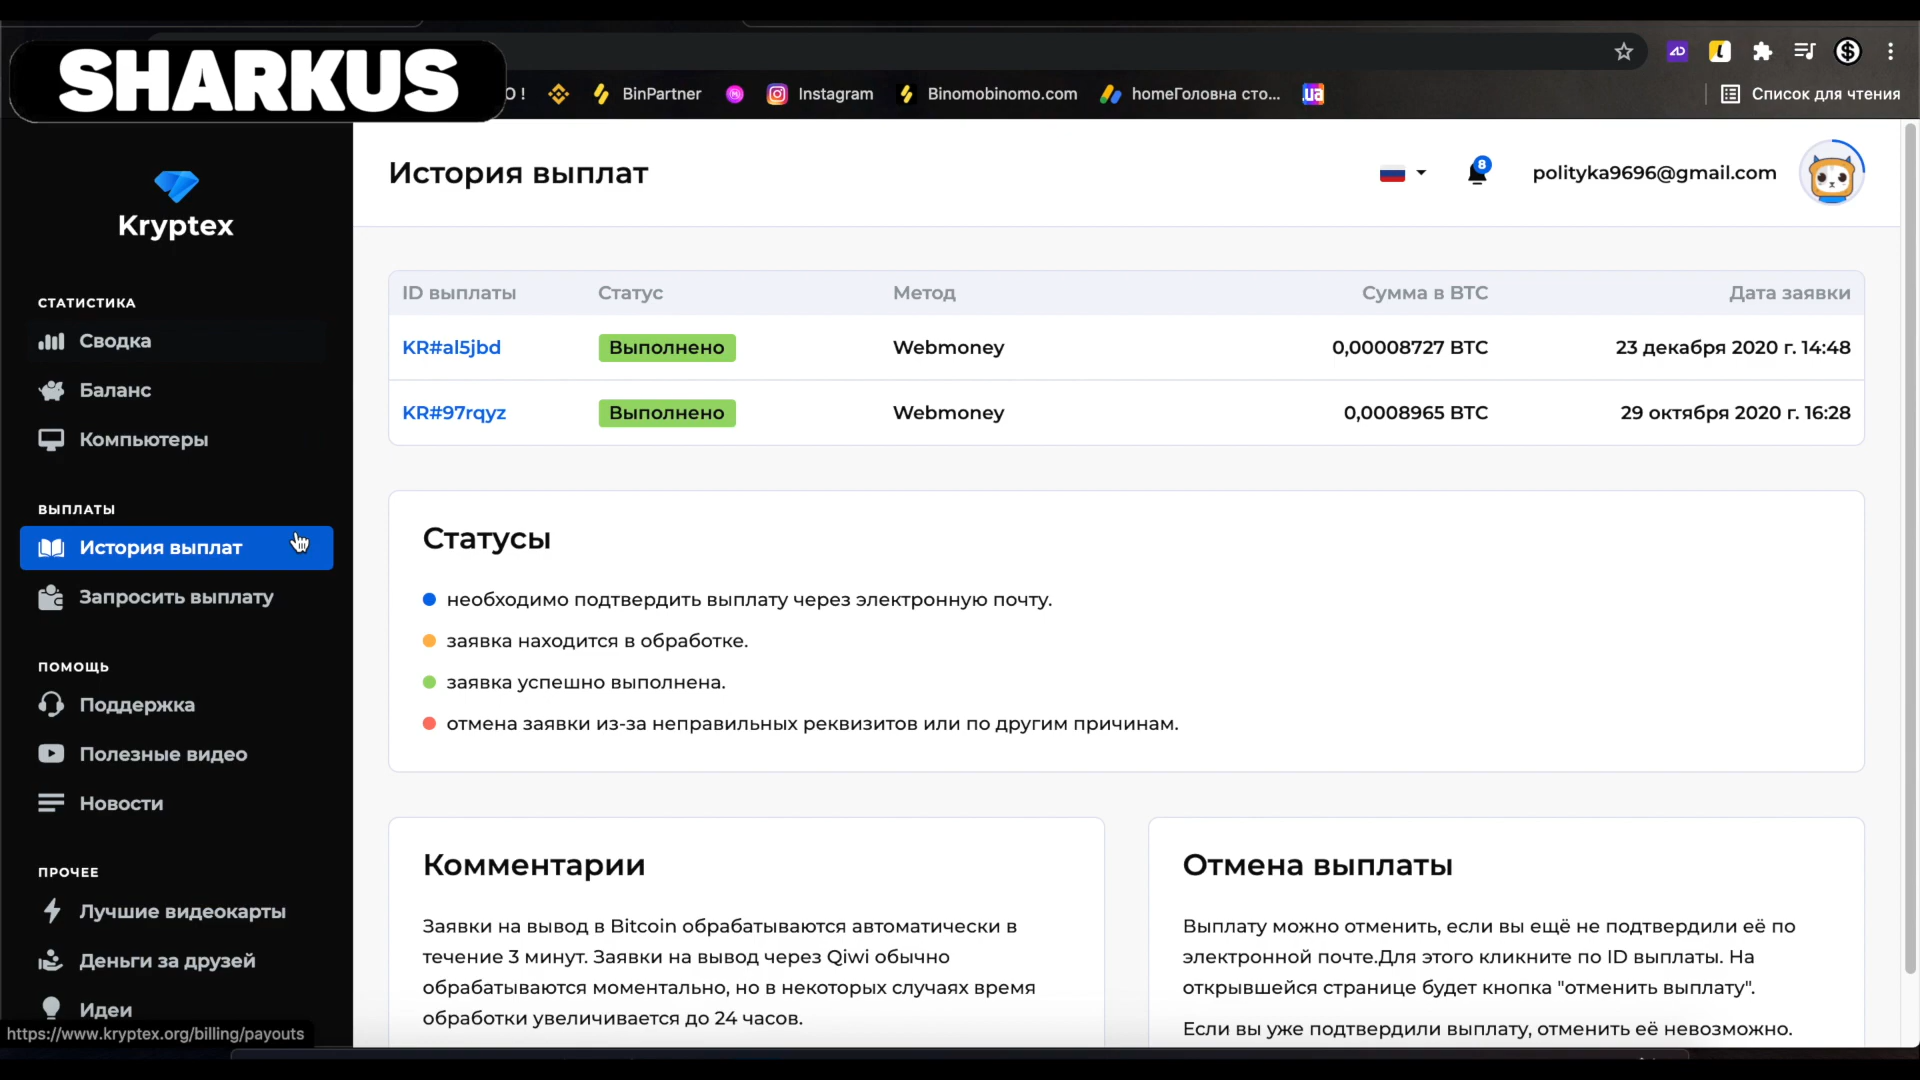 SHARKUS
О !
BinPartner
Instagram
Binomobinomo.com
homeГоловна сто...
.ua
Список для чтения
Kryptex
История выплат
8
polityka9696@gmail.com
СТАТИСТИКА
Сводка
Баланс
Компьютеры
ВЫПЛАТЫ
История выплат
Запросить выплату
ПОМОЩЬ
Поддержка
Полезные видео
Новости
ПРОЧЕЕ
Лучшие видеокарты
Деньги за друзей
Идеи
https://www.kryptex.org/billing/payouts
ID выплаты Статус Метод Сумма в BTC Дата заявки
KR#al5jbd Выполнено Webmoney 0,00008727 BTC 23 декабря 2020 г. 14:48
KR#97rqyz Выполнено Webmoney 0,0008965 BTC 29 октября 2020 г. 16:28
Статусы
необходимо подтвердить выплату через электронную почту.
заявка находится в обработке.
заявка успешно выполнена.
отмена заявки из-за неправильных реквизитов или по другим причинам.
Комментарии
Заявки на вывод в Bitcoin обрабатываются автоматически в
течение 3 минут. Заявки на вывод через Qiwi обычно
обрабатываются моментально, но в некоторых случаях время
обработки увеличивается до 24 часов.
Отмена выплаты
Выплату можно отменить, если вы ещё не подтвердили её по
электронной почте.Для этого кликните по ID выплаты. На
открывшейся странице будет кнопка "отменить выплату".
Если вы уже подтвердили выплату, отменить её невозможно.